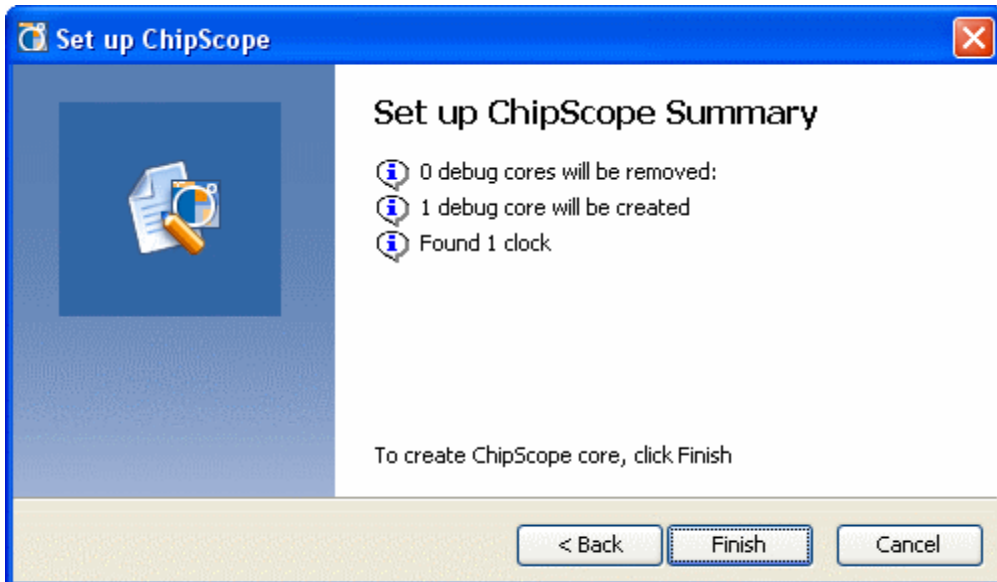 Set up ChipScope
Set up ChipScope Summary
0 debug cores will be removed:
1 debug core will be created
Found 1 clock
To create ChipScope core, click Finish
< Back
Finish
Cancel